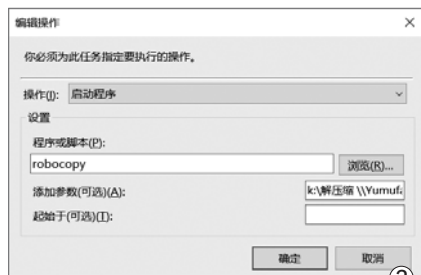 编辑操作
你必须为此任务指定要执行的操作。
操作(I): 启动程序
设置
程序或脚本(P):
robocopy 浏览(R)...
添加参数(可选)(A): k:\解压缩 \\Yumufa
起始于(可选)(T):
确定 取消